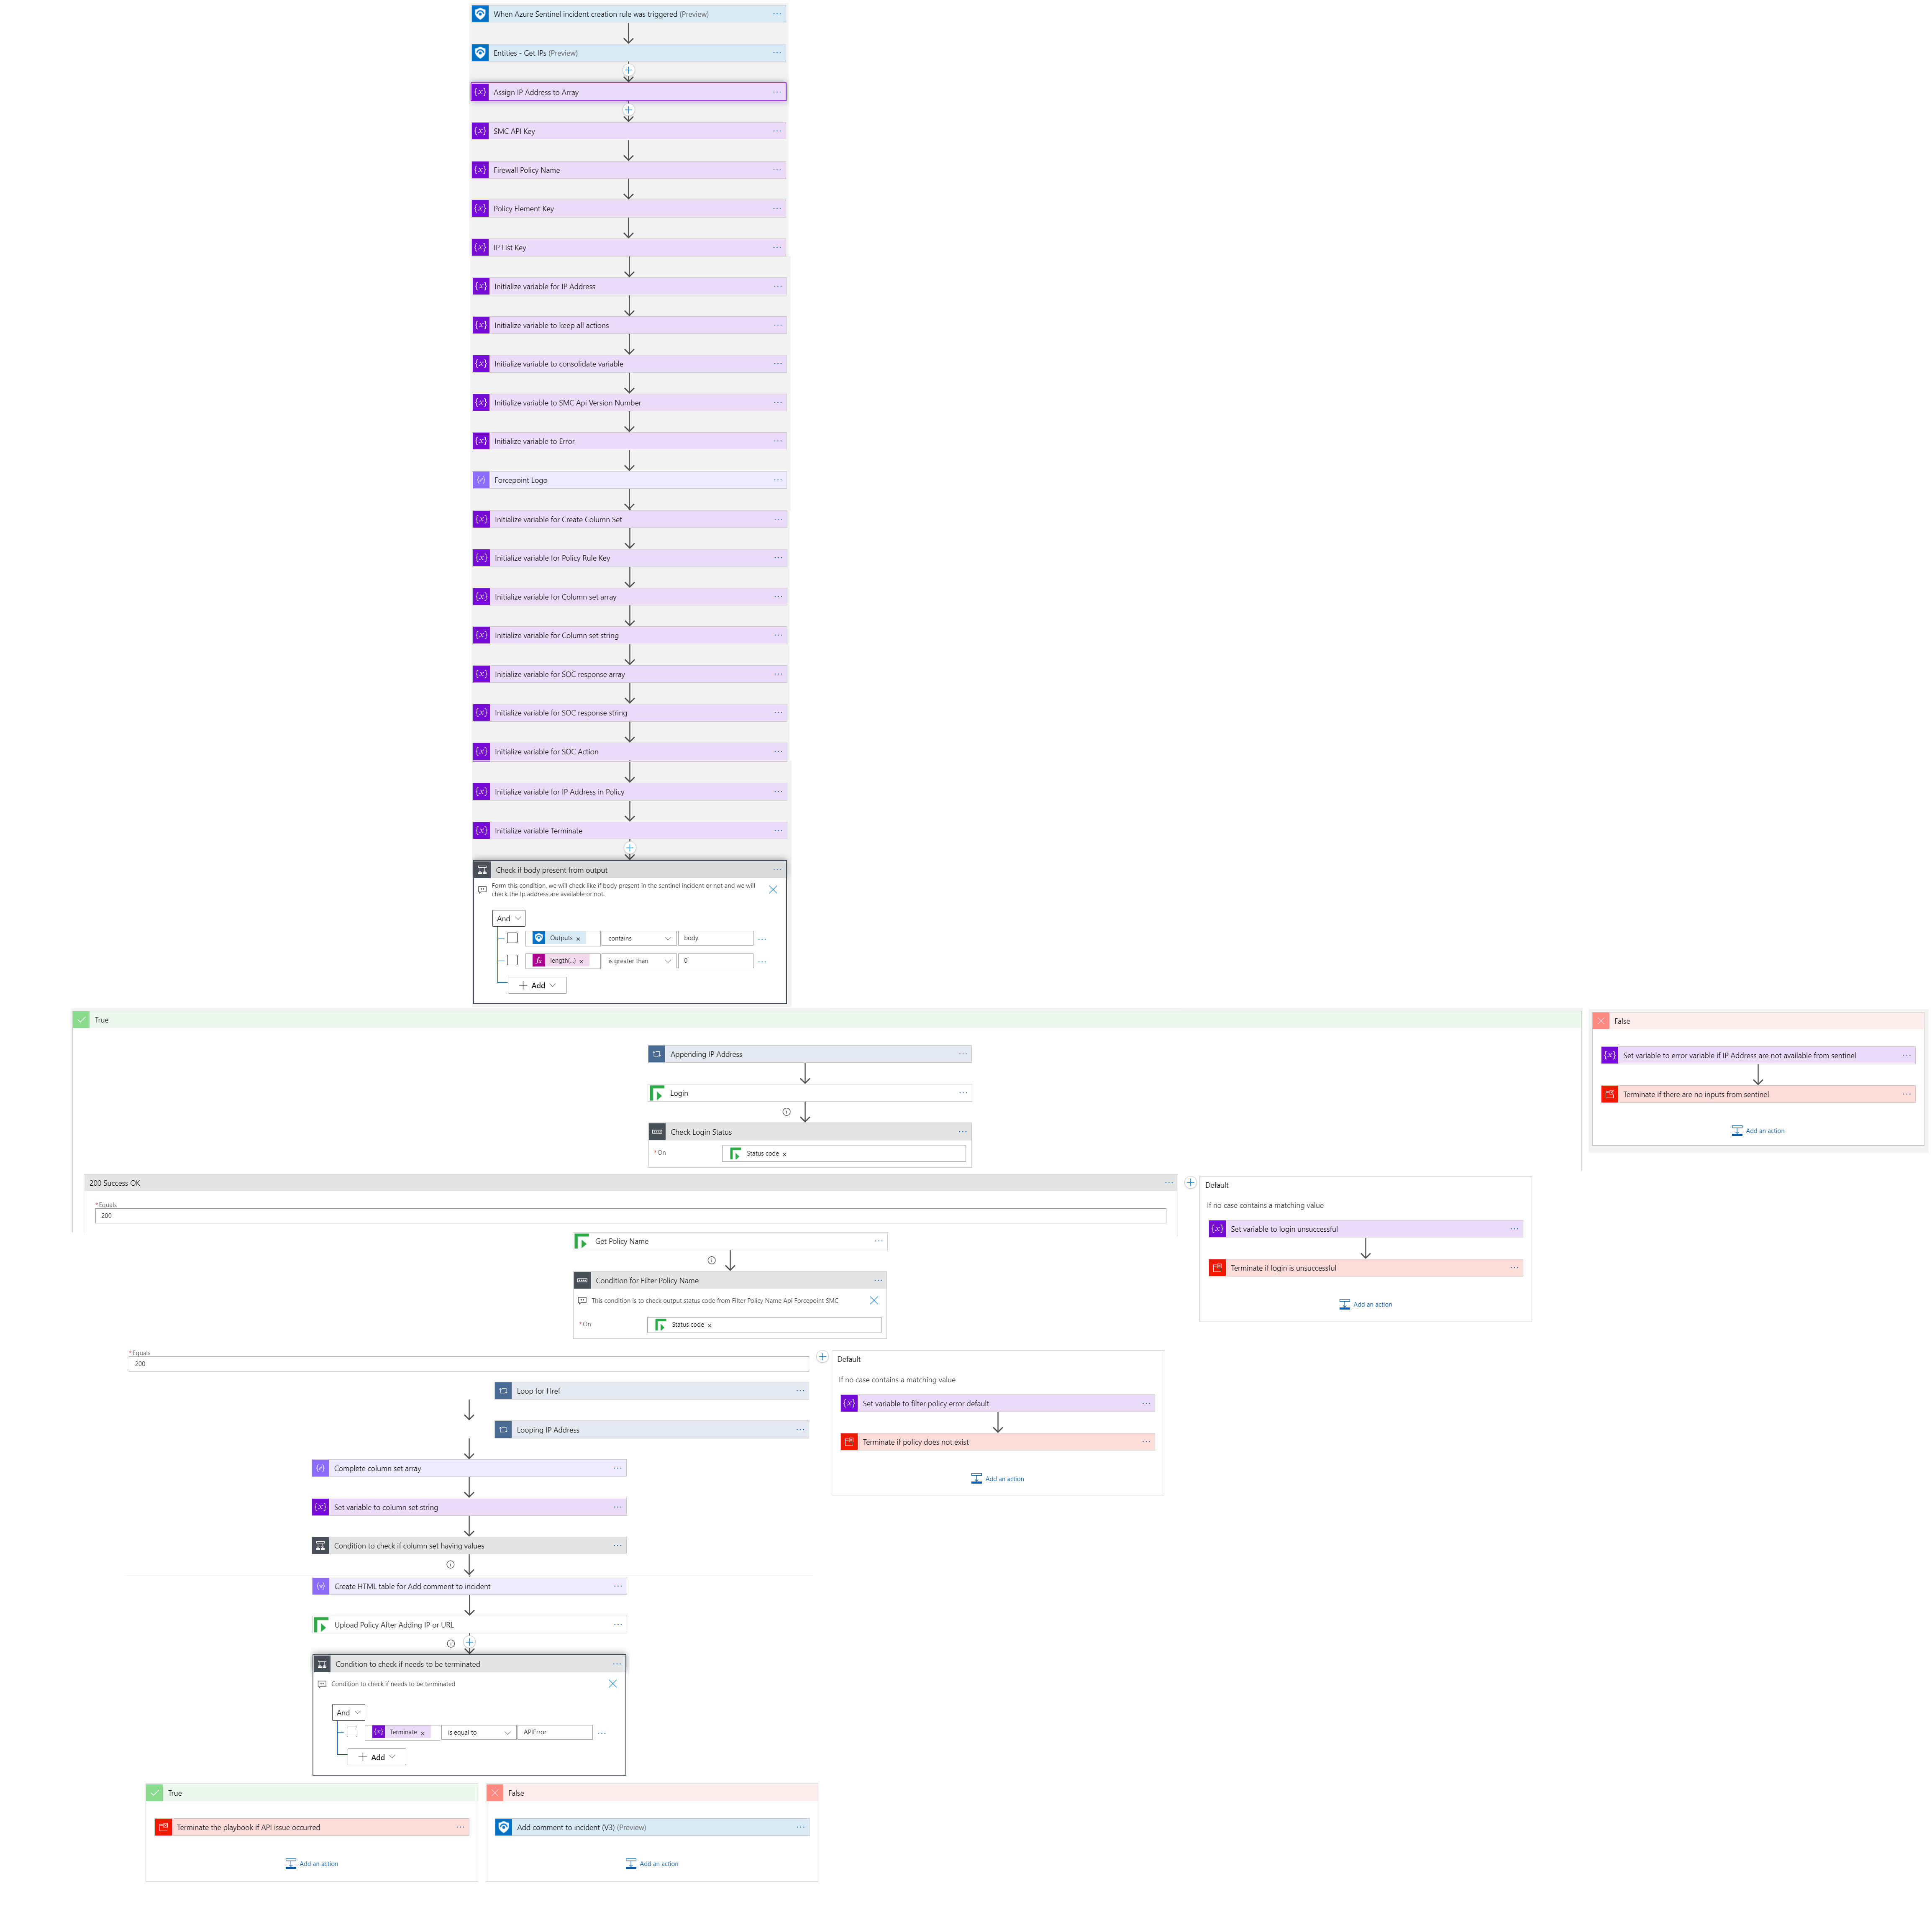 When Azure Sentinel incident creation rule was triggered (Preview)
Entities - Get IPs (Preview)
Assign IP Address to Array
SMC API Key
Firewall Policy Name
Policy Element Key
IP List Key
Initialize variable for IP Address
Initialize variable to keep all actions
Initialize variable to consolidate variable
Initialize variable to SMC Api Version Number
Initialize variable to Error
Forcepoint Logo
Initialize variable for Create Column Set
Initialize variable for Policy Rule Key
Initialize variable for Column set array
Initialize variable for Column set string
Initialize variable for SOC response array
Initialize variable for SOC response string
Initialize variable for SOC Action
Initialize variable for IP Address in Policy
Initialize variable Terminate
Check if body present from output
Form this condition, we will check like if body present in the sentinel incident or not and we will
check the Ip address are available or not.
And
Outputs × contains body
fx length(...) × is greater than 0
+ Add
True
Appending IP Address
Login
Check Login Status
*On Status code ×
False
Set variable to error variable if IP Address are not available from sentinel
Terminate if there are no inputs from sentinel
Add an action
200 Success OK
*Equals
200
Default
If no case contains a matching value
Set variable to login unsuccessful
Terminate if login is unsuccessful
Add an action
Get Policy Name
Condition for Filter Policy Name
This condition is to check output status code from Filter Policy Name Api Forcepoint SMC
*On Status code ×
*Equals
200
Default
If no case contains a matching value
Set variable to filter policy error default
Terminate if policy does not exist
Add an action
Loop for Href
Looping IP Address
Complete column set array
Set variable to column set string
Condition to check if column set having values
Create HTML table for Add comment to incident
Upload Policy After Adding IP or URL
Condition to check if needs to be terminated
Condition to check if needs to be terminated
And
Terminate × is equal to APIError
+ Add
True
Terminate the playbook if API issue occurred
Add an action
False
Add comment to incident (V3) (Preview)
Add an action